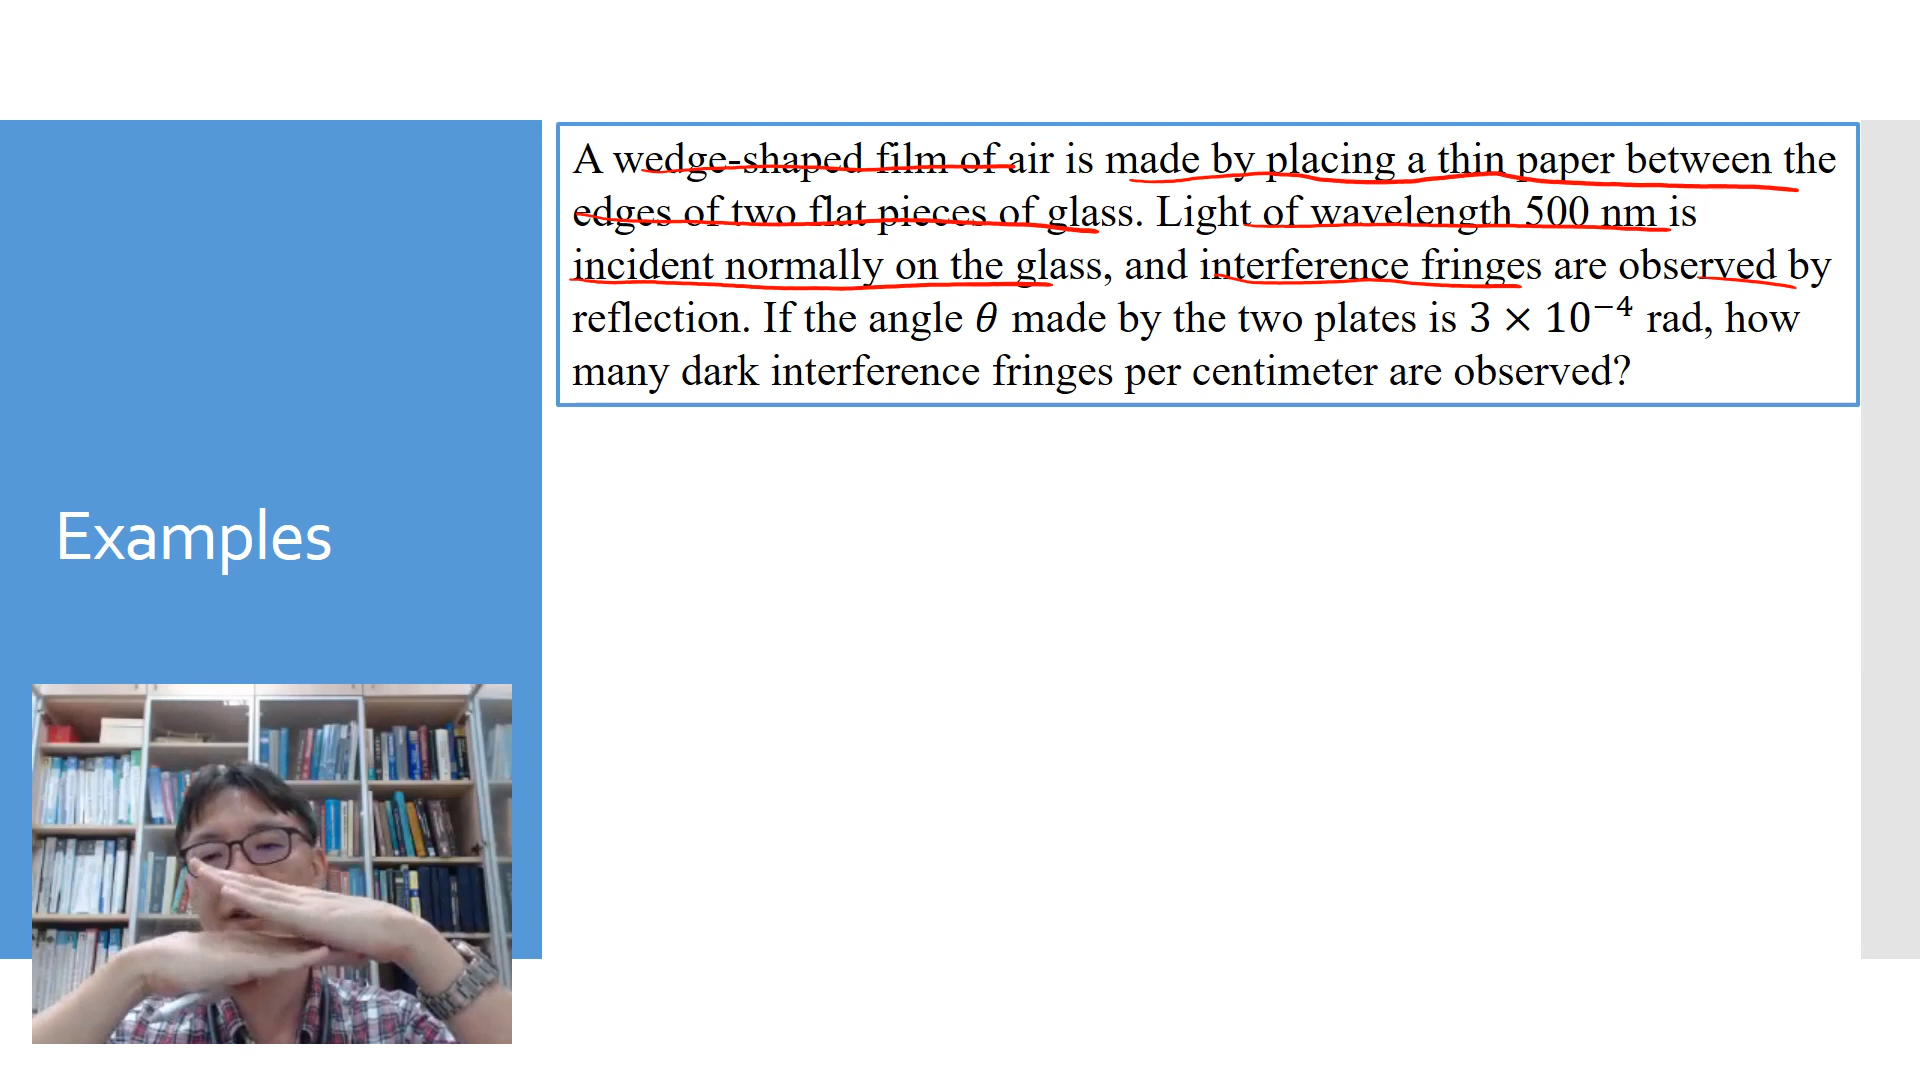 A wedge-shaped film of air is made by placing a thin paper between the
edges of two flat pieces of glass. Light of wavelength 500 nm is
incident normally on the glass, and interference fringes are observed by
reflection. If the angle θ made by the two plates is 3 × 10⁻⁴ rad, how
many dark interference fringes per centimeter are observed?
Examples